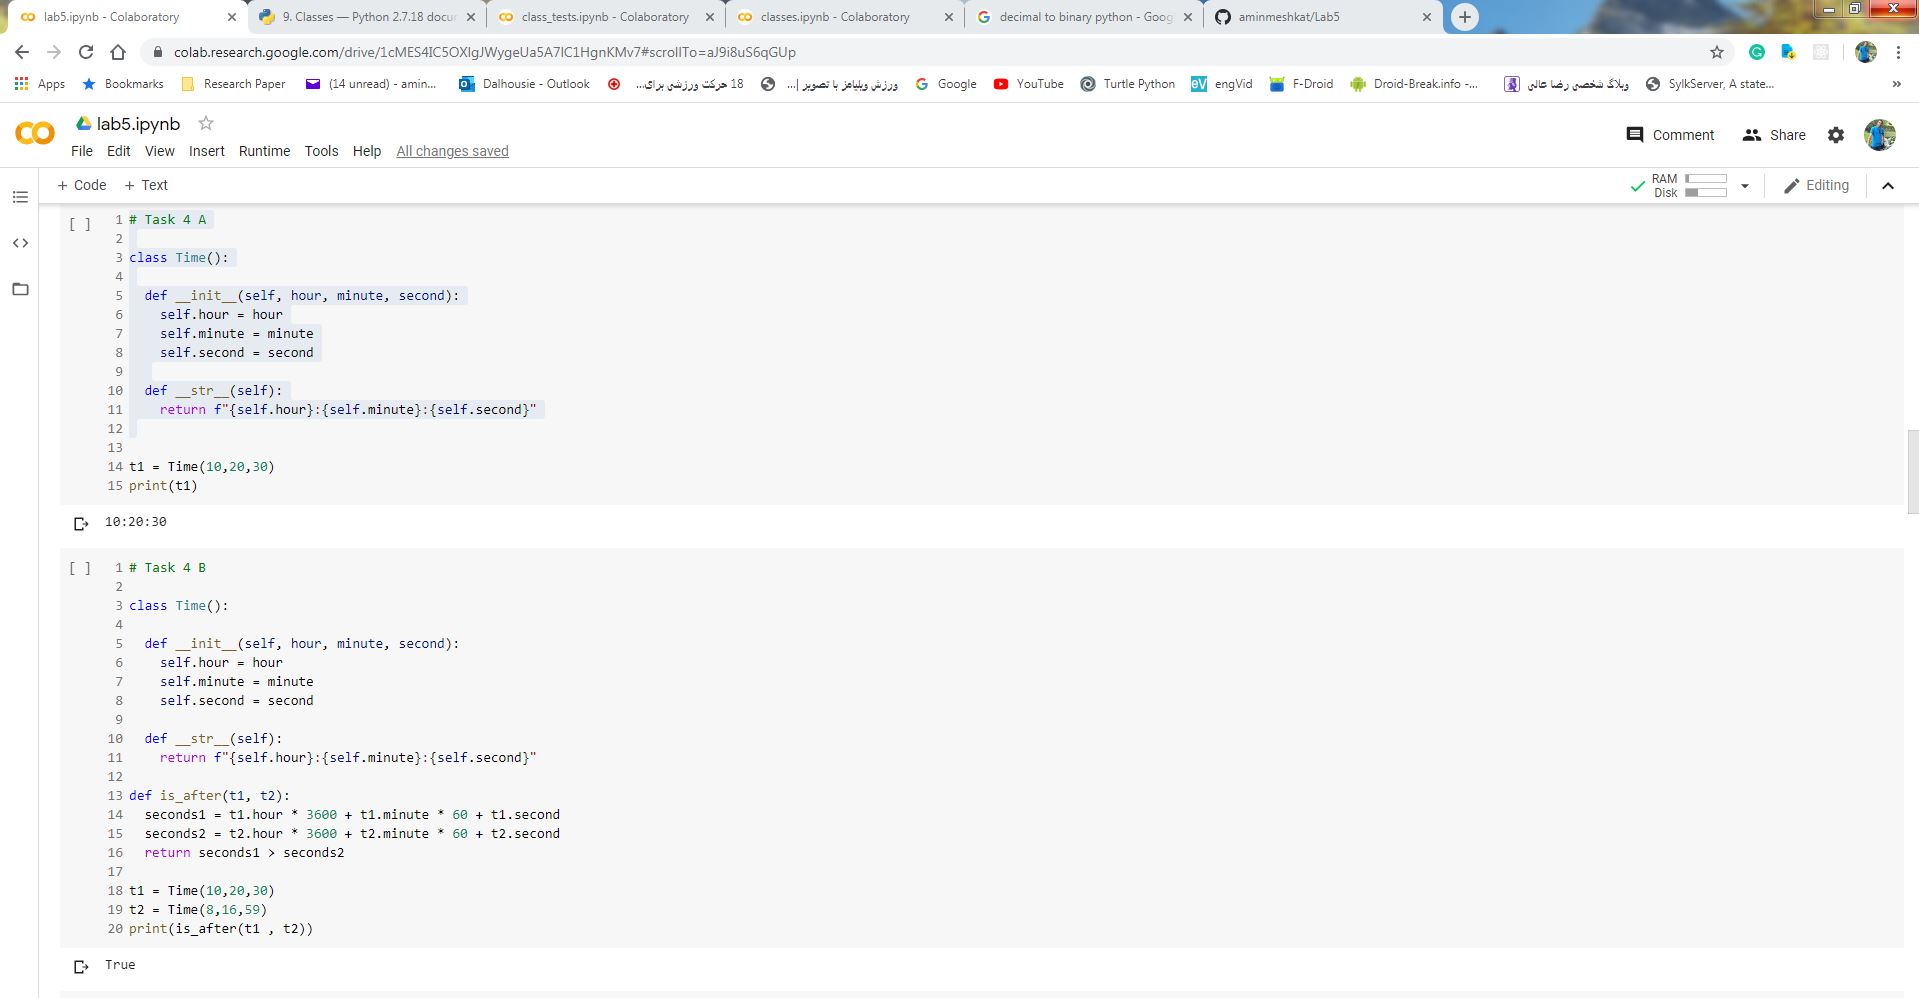 lab5.ipynb - Colaboratory
9. Classes — Python 2.7.18 docu
class_tests.ipynb - Colaboratory
classes.ipynb - Colaboratory
decimal to binary python - Goog
aminmeshkat/Lab5
colab.research.google.com/drive/1cMES4IC5OXlgJWygeUa5A7lC1HgnKMv7#scrollTo=aJ9i8uS6qGUp
Apps
Bookmarks
Research Paper
(14 unread) - amin...
Dalhousie - Outlook
18 حرکت ورزشی برای...
ورزش ویلیامز با تصویر |...
Google
YouTube
Turtle Python
eV engVid
F-Droid
Droid-Break.info -...
وبلاگ شخصی رضا عالی
SylkServer, A state...
»
CO
lab5.ipynb
File Edit View Insert Runtime Tools Help All changes saved
Comment
Share
+ Code + Text
RAM
Disk
Editing
[ ]
1 # Task 4 A
2
3 class Time():
4
5   def __init__(self, hour, minute, second):
6     self.hour = hour
7     self.minute = minute
8     self.second = second
9
10   def __str__(self):
11     return f"{self.hour}:{self.minute}:{self.second}"
12
13
14 t1 = Time(10,20,30)
15 print(t1)
10:20:30
[ ]
1 # Task 4 B
2
3 class Time():
4
5   def __init__(self, hour, minute, second):
6     self.hour = hour
7     self.minute = minute
8     self.second = second
9
10   def __str__(self):
11     return f"{self.hour}:{self.minute}:{self.second}"
12
13 def is_after(t1, t2):
14   seconds1 = t1.hour * 3600 + t1.minute * 60 + t1.second
15   seconds2 = t2.hour * 3600 + t2.minute * 60 + t2.second
16   return seconds1 > seconds2
17
18 t1 = Time(10,20,30)
19 t2 = Time(8,16,59)
20 print(is_after(t1 , t2))
True